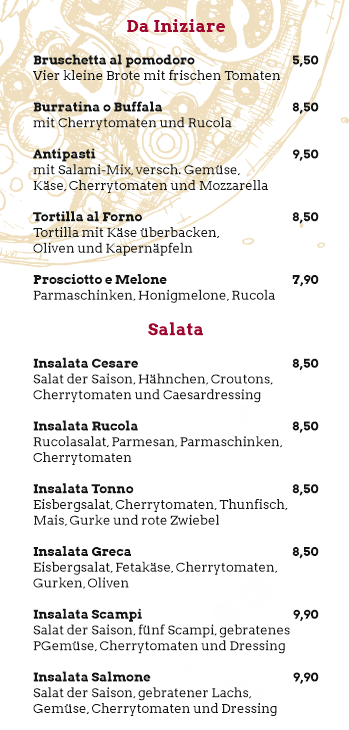 Da Iniziare
Bruschetta al pomodoro 5,50
Vier kleine Brote mit frischen Tomaten
Burratina o Buffala 8,50
mit Cherrytomaten und Rucola
Antipasti 9,50
mit Salami-Mix, versch. Gemüse,
Käse, Cherrytomaten und Mozzarella
Tortilla al Forno 8,50
Tortilla mit Käse überbacken,
Oliven und Kapernäpfeln
Prosciotto e Melone 7,90
Parmaschinken, Honigmelone, Rucola
Salata
Insalata Cesare 8,50
Salat der Saison, Hähnchen, Croutons,
Cherrytomaten und Caesardressing
Insalata Rucola 8,50
Rucolasalat, Parmesan, Parmaschinken,
Cherrytomaten
Insalata Tonno 8,50
Eisbergsalat, Cherrytomaten, Thunfisch,
Mais, Gurke und rote Zwiebel
Insalata Greca 8,50
Eisbergsalat, Fetakäse, Cherrytomaten,
Gurken, Oliven
Insalata Scampi 9,90
Salat der Saison, fünf Scampi, gebratenes
PGemüse, Cherrytomaten und Dressing
Insalata Salmone 9,90
Salat der Saison, gebratener Lachs,
Gemüse, Cherrytomaten und Dressing